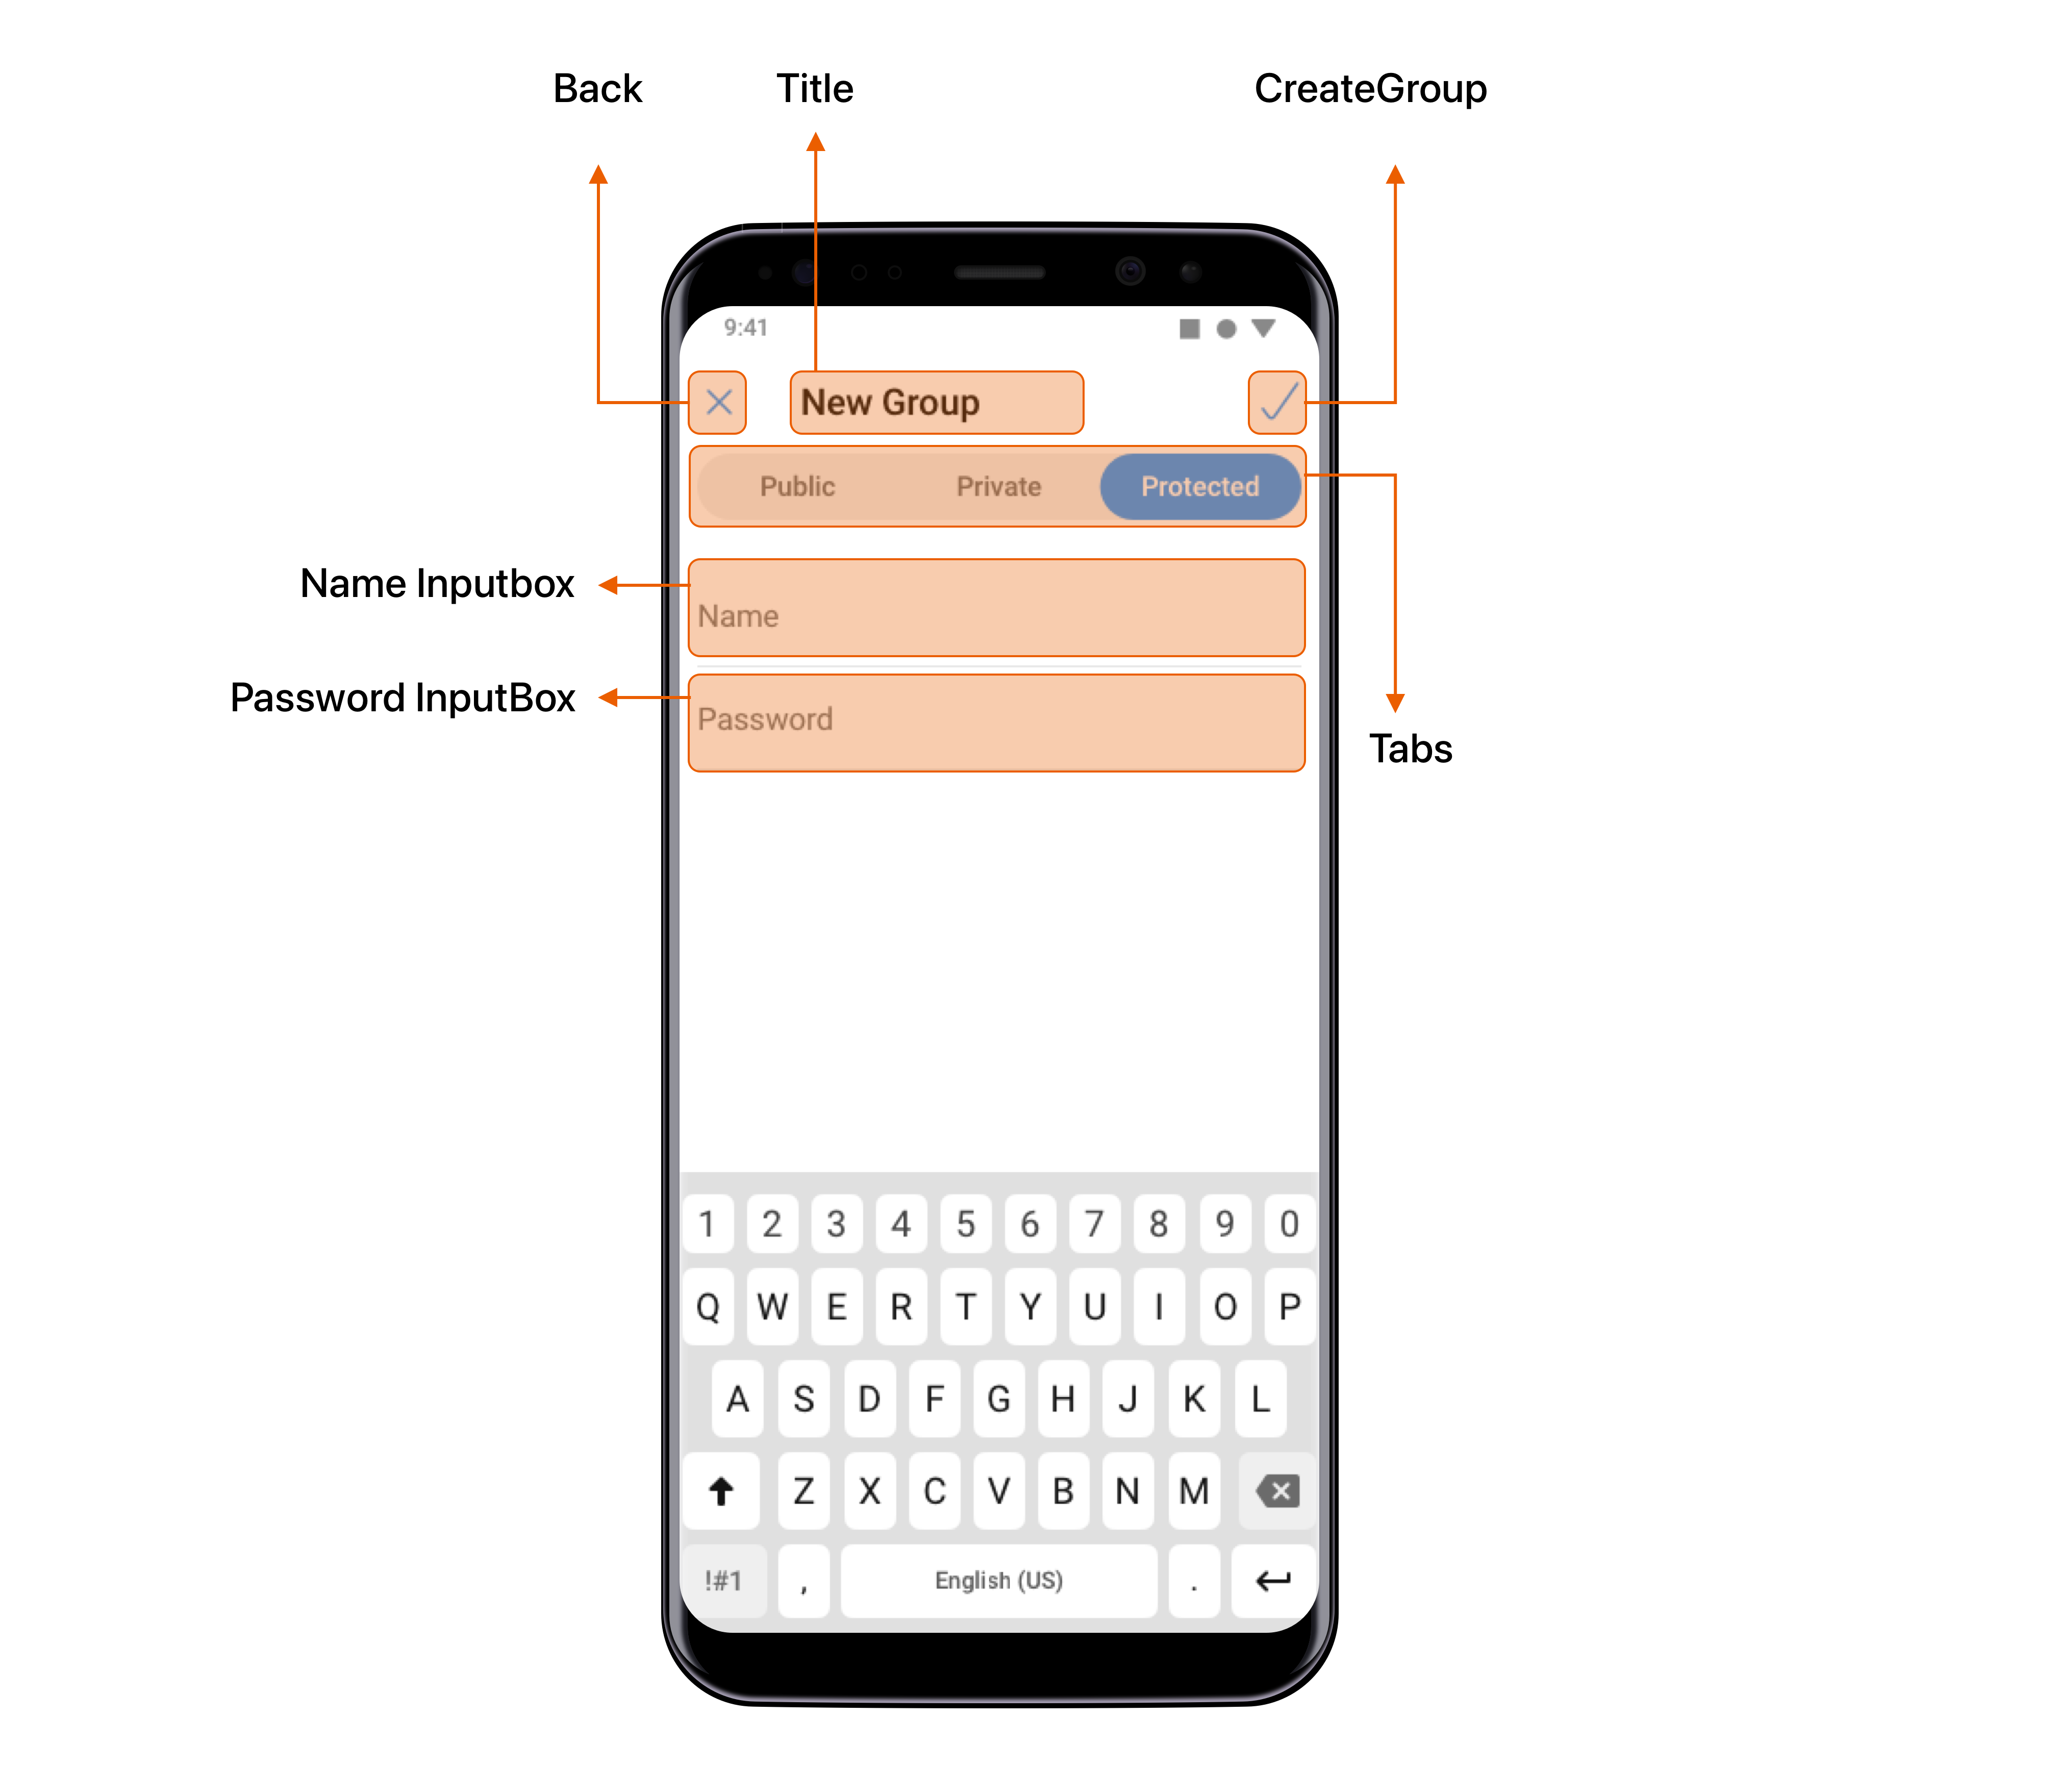 Back Title CreateGroup
9:41
New Group
Public Private Protected
Name Inputbox
Name
Password InputBox
Password
Tabs
1 2 3 4 5 6 7 8 9 0
Q W E R T Y U I O P
A S D F G H J K L
Z X C V B N M
!#1 , English (US) .